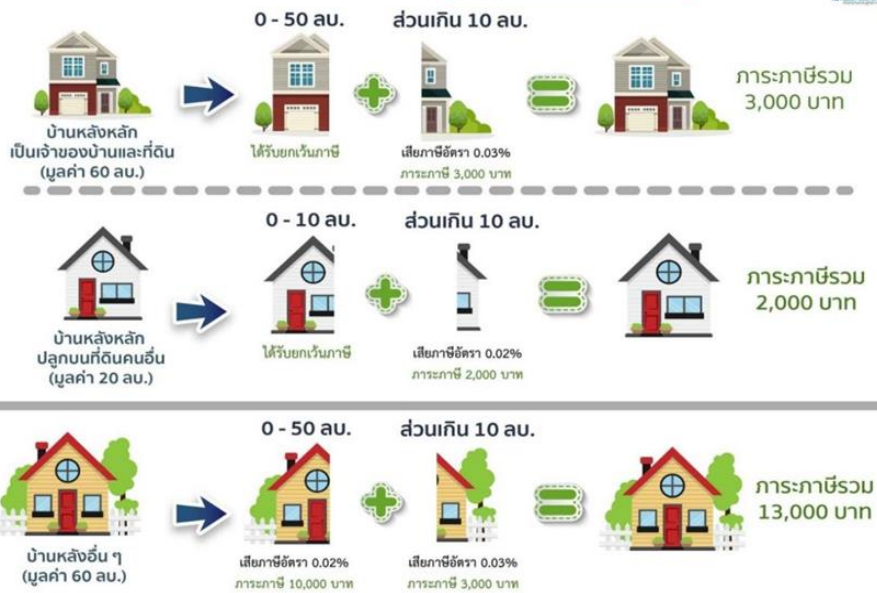 0 - 50 ลบ.
ส่วนเกิน 10 ลบ.
บ้านหลังหลัก
เป็นเจ้าของบ้านและที่ดิน
(มูลค่า 60 ลบ.)
ได้รับยกเว้นภาษี
เสียภาษีอัตรา 0.03%
ภาระภาษี 3,000 บาท
ภาระภาษีรวม
3,000 บาท
0 - 10 ลบ.
ส่วนเกิน 10 ลบ.
บ้านหลังหลัก
ปลูกบนที่ดินคนอื่น
(มูลค่า 20 ลบ.)
ได้รับยกเว้นภาษี
เสียภาษีอัตรา 0.02%
ภาระภาษี 2,000 บาท
ภาระภาษีรวม
2,000 บาท
0 - 50 ลบ.
ส่วนเกิน 10 ลบ.
บ้านหลังอื่น ๆ
(มูลค่า 60 ลบ.)
เสียภาษีอัตรา 0.02%
ภาระภาษี 10,000 บาท
เสียภาษีอัตรา 0.03%
ภาระภาษี 3,000 บาท
ภาระภาษีรวม
13,000 บาท